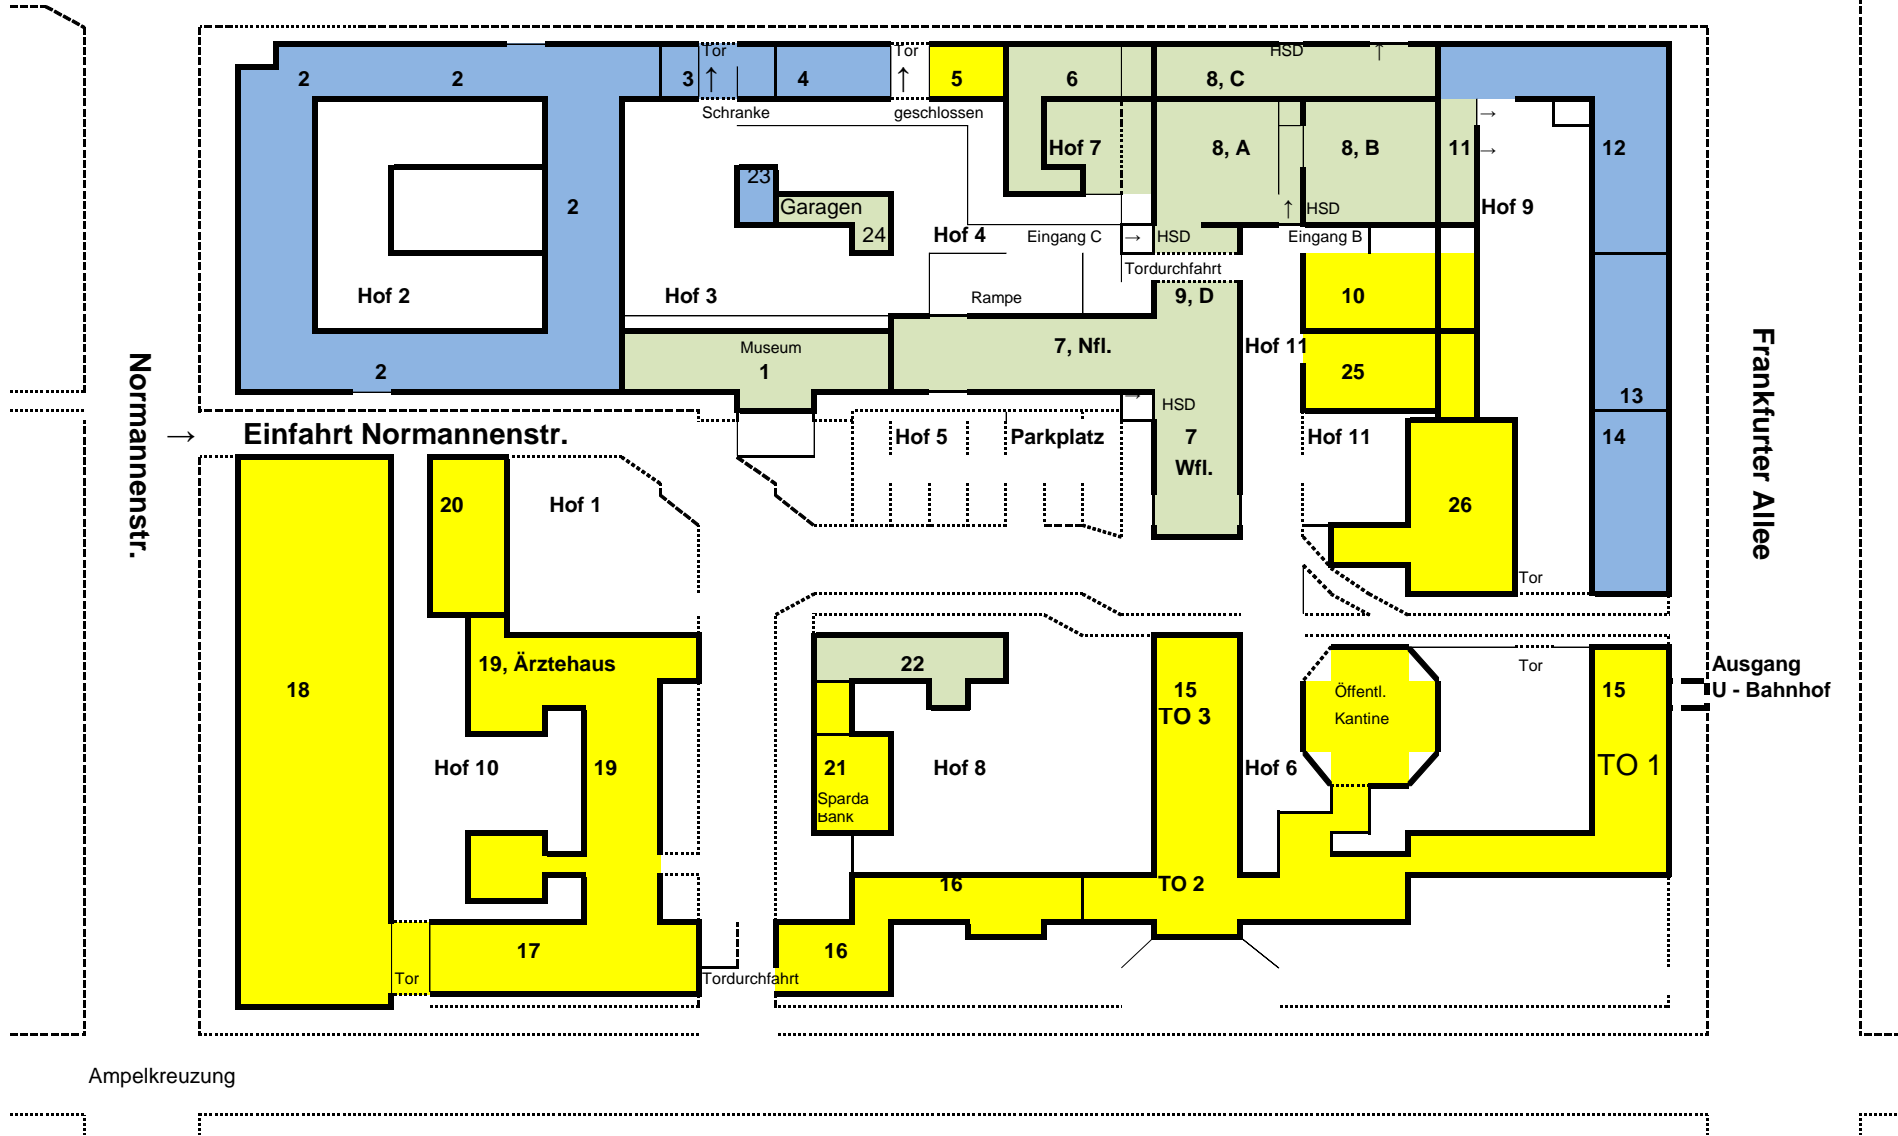 Tor
Tor
HSD
↑
2
2
3
↑
4
↑
5
6
8, C
Schranke
geschlossen
→
Hof 7
8, A
8, B
11
→
12
23
2
Garagen
↑
HSD
Hof 9
24
Hof 4
Eingang C
→
HSD
Eingang B
Tordurchfahrt
Hof 2
Hof 3
Rampe
9, D
10
Museum
7, Nfl.
Hof 11
2
1
25
→
HSD
13
Normannenstr.
→
Einfahrt Normannenstr.
Hof 5
Parkplatz
7
Wfl.
Hof 11
14
Frankfurter Allee
20
Hof 1
26
Tor
19, Ärztehaus
22
Tor
Ausgang
U - Bahnhof
18
15
TO 3
Öffentl.
Kantine
15
Hof 10
19
21
Sparda
Bank
Hof 8
Hof 6
TO 1
16
TO 2
17
16
Tor
Tordurchfahrt
Ampelkreuzung